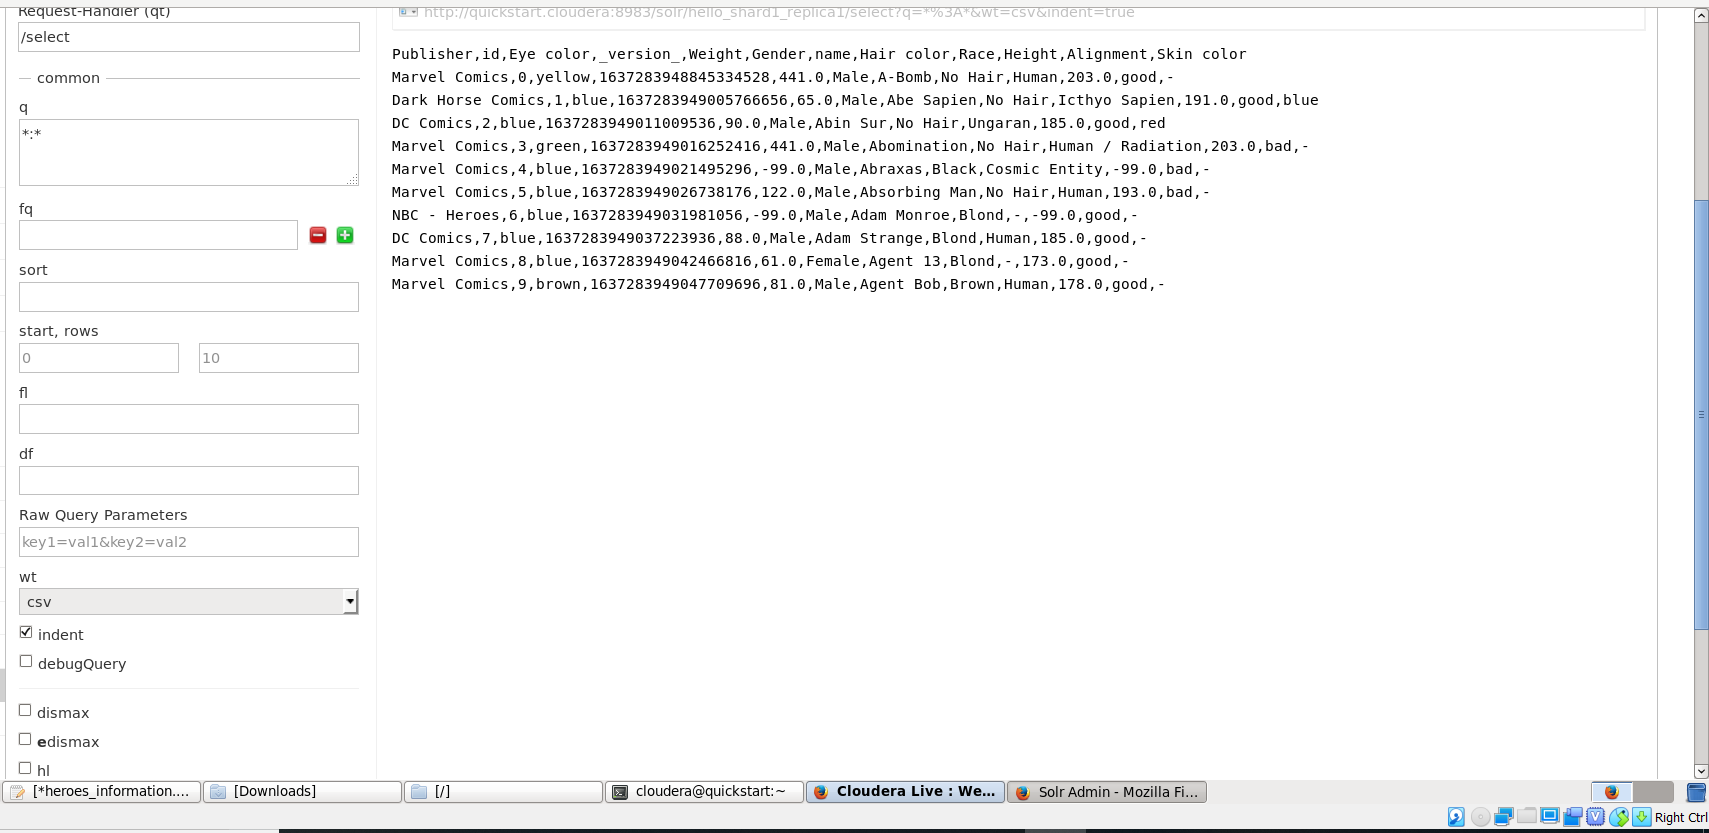 Request-Handler (qt)
/select
common
q
*:*
fq
sort
start, rows
0
10
fl
df
Raw Query Parameters
key1=val1&key2=val2
wt
csv
indent
debugQuery
dismax
edismax
hl
http://quickstart.cloudera:8983/solr/hello_shard1_replica1/select?q=*%3A*&wt=csv&indent=true
Publisher,id,Eye color,_version_,Weight,Gender,name,Hair color,Race,Height,Alignment,Skin color
Marvel Comics,0,yellow,1637283948845334528,441.0,Male,A-Bomb,No Hair,Human,203.0,good,-
Dark Horse Comics,1,blue,1637283949005766656,65.0,Male,Abe Sapien,No Hair,Icthyo Sapien,191.0,good,blue
DC Comics,2,blue,1637283949011009536,90.0,Male,Abin Sur,No Hair,Ungaran,185.0,good,red
Marvel Comics,3,green,1637283949016252416,441.0,Male,Abomination,No Hair,Human / Radiation,203.0,bad,-
Marvel Comics,4,blue,1637283949021495296,-99.0,Male,Abraxas,Black,Cosmic Entity,-99.0,bad,-
Marvel Comics,5,blue,1637283949026738176,122.0,Male,Absorbing Man,No Hair,Human,193.0,bad,-
NBC - Heroes,6,blue,1637283949031981056,-99.0,Male,Adam Monroe,Blond,-,-99.0,good,-
DC Comics,7,blue,1637283949037223936,88.0,Male,Adam Strange,Blond,Human,185.0,good,-
Marvel Comics,8,blue,1637283949042466816,61.0,Female,Agent 13,Blond,-,173.0,good,-
Marvel Comics,9,brown,1637283949047709696,81.0,Male,Agent Bob,Brown,Human,178.0,good,-
[*heroes_information....
[Downloads]
[/]
cloudera@quickstart:~
Cloudera Live : We...
Solr Admin - Mozilla Fi...
Right Ctrl